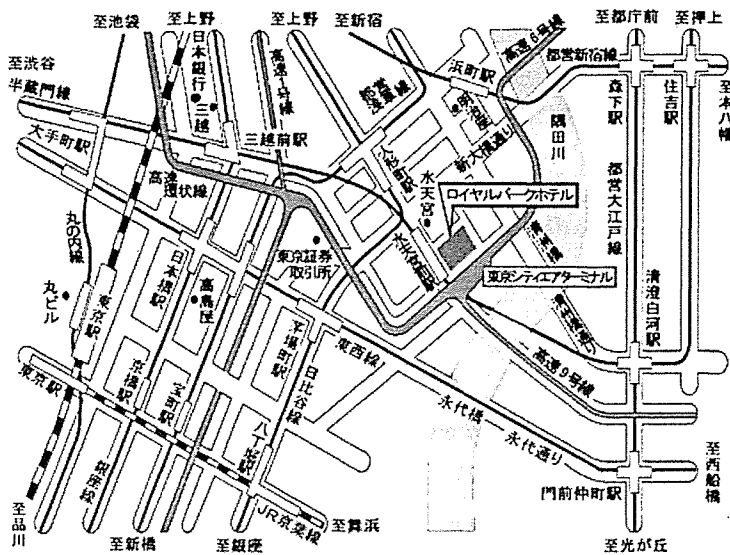 至池袋
至上野
至上野
至新宿
至都庁前
至押上
至渋谷
半蔵門線
大手町駅
日本銀行
三越
高速1号線
都営浅草線
浜町駅
高速6号線
都営新宿線
森下駅
住吉駅
至本八幡
三越前駅
人形町駅
明治座
新大橋通り
隅田川
水天宮
ロイヤルパークホテル
高速環状線
丸の内線
東京証券
取引所
水天宮前駅
東京シティエアターミナル
都営大江戸線
清澄白河駅
丸ビル
東京駅
日本橋駅
高島屋
茅場町駅
東西線
高速9号線
東京駅
京橋駅
宝町駅
日比谷線
八丁堀駅
永代橋
永代通り
門前仲町駅
至西船橋
銀座線
JR京葉線
至品川
至新橋
至銀座
至舞浜
至光が丘